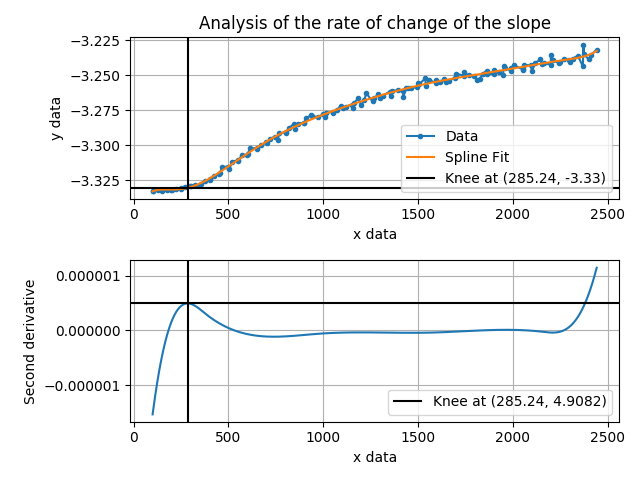 Analysis of the rate of change of the slope
−3.225
−3.250
−3.275
−3.300
−3.325
y data
Data
Spline Fit
Knee at (285.24, -3.33)
0 500 1000 1500 2000 2500
x data
0.000001
0.000000
−0.000001
Second derivative
Knee at (285.24, 4.9082)
0 500 1000 1500 2000 2500
x data